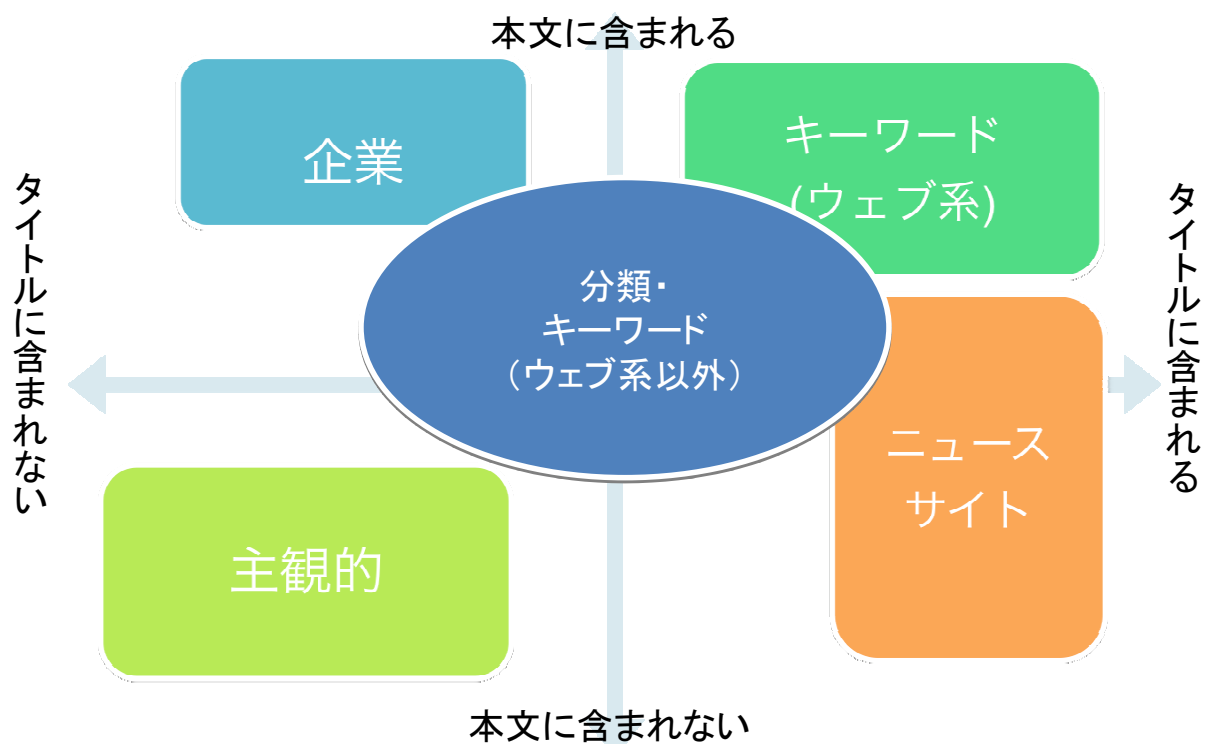 本文に含まれる
企業
キーワード
(ウェブ系)
タイトルに含まれない
タイトルに含まれる
分類・
キーワード
（ウェブ系以外）
ニュース
サイト
主観的
本文に含まれない